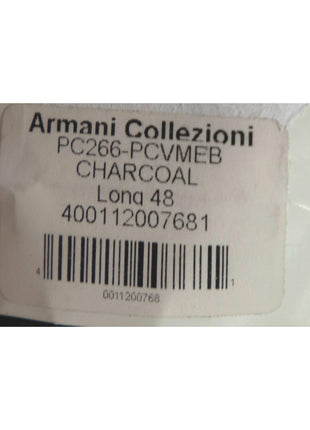 Armani Collezioni
PC266-PCVMEB
CHARCOAL
Long 48
400112007681
4 0011200768 1